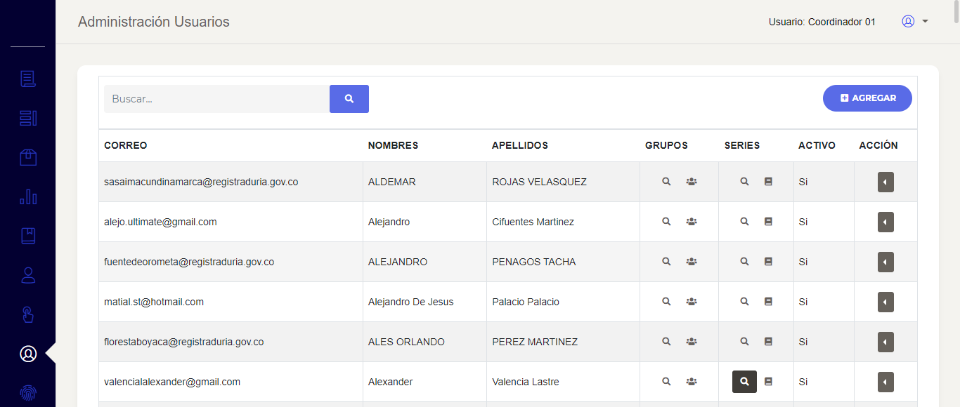 Administración Usuarios
Usuario: Coordinador 01
Buscar...
AGREGAR
CORREO NOMBRES APELLIDOS GRUPOS SERIES ACTIVO ACCIÓN
sasaimacundinamarca@registraduria.gov.co ALDEMAR ROJAS VELASQUEZ Si
alejo.ultimate@gmail.com Alejandro Cifuentes Martinez Si
fuentedeorometa@registraduria.gov.co ALEJANDRO PENAGOS TACHA Si
matial.st@hotmail.com Alejandro De Jesus Palacio Palacio Si
florestaboyaca@registraduria.gov.co ALES ORLANDO PEREZ MARTINEZ Si
valencialalexander@gmail.com Alexander Valencia Lastre Si